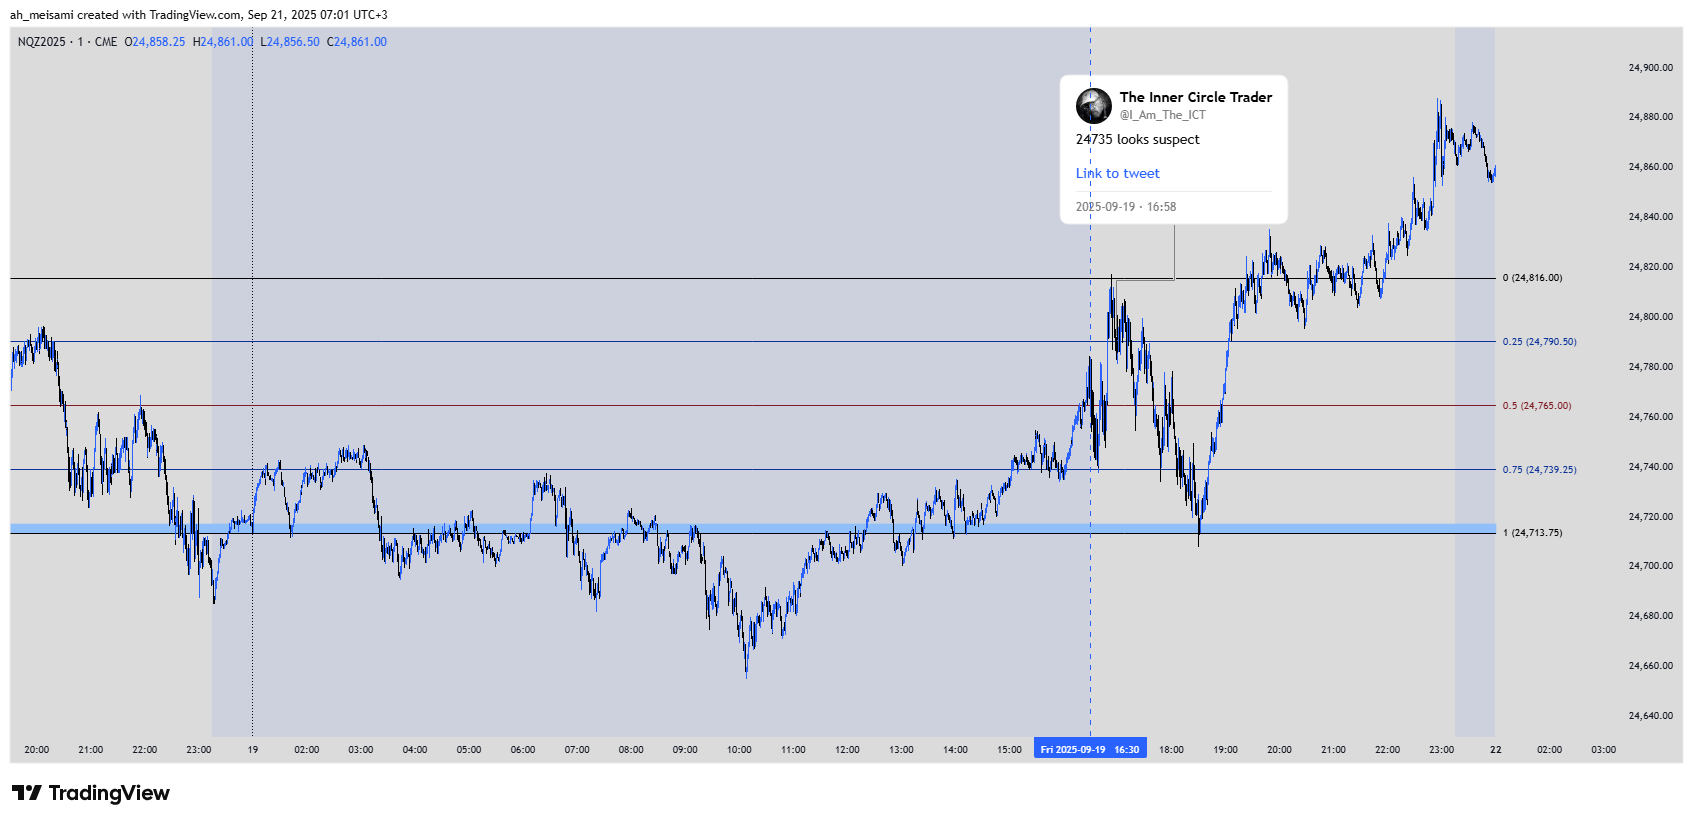 ah_meisami created with TradingView.com, Sep 21, 2025 07:01 UTC+3
NQZ2025 · 1 · CME O24,858.25 H24,861.00 L24,856.50 C24,861.00
The Inner Circle Trader
@I_Am_The_ICT
24735 looks suspect
Link to tweet
2025-09-19 · 16:58
24,900.00
24,880.00
24,860.00
24,840.00
24,820.00
0 (24,816.00)
24,800.00
0.25 (24,790.50)
24,780.00
0.5 (24,765.00)
24,760.00
0.75 (24,739.25)
24,740.00
24,720.00
1 (24,713.75)
24,700.00
24,680.00
24,660.00
24,640.00
20:00 21:00 22:00 23:00 19 02:00 03:00 04:00 05:00 06:00 07:00 08:00 09:00 10:00 11:00 12:00 13:00 14:00 15:00 Fri 2025-09-19 16:30 18:00 19:00 20:00 21:00 22:00 23:00 22 02:00 03:00
TradingView